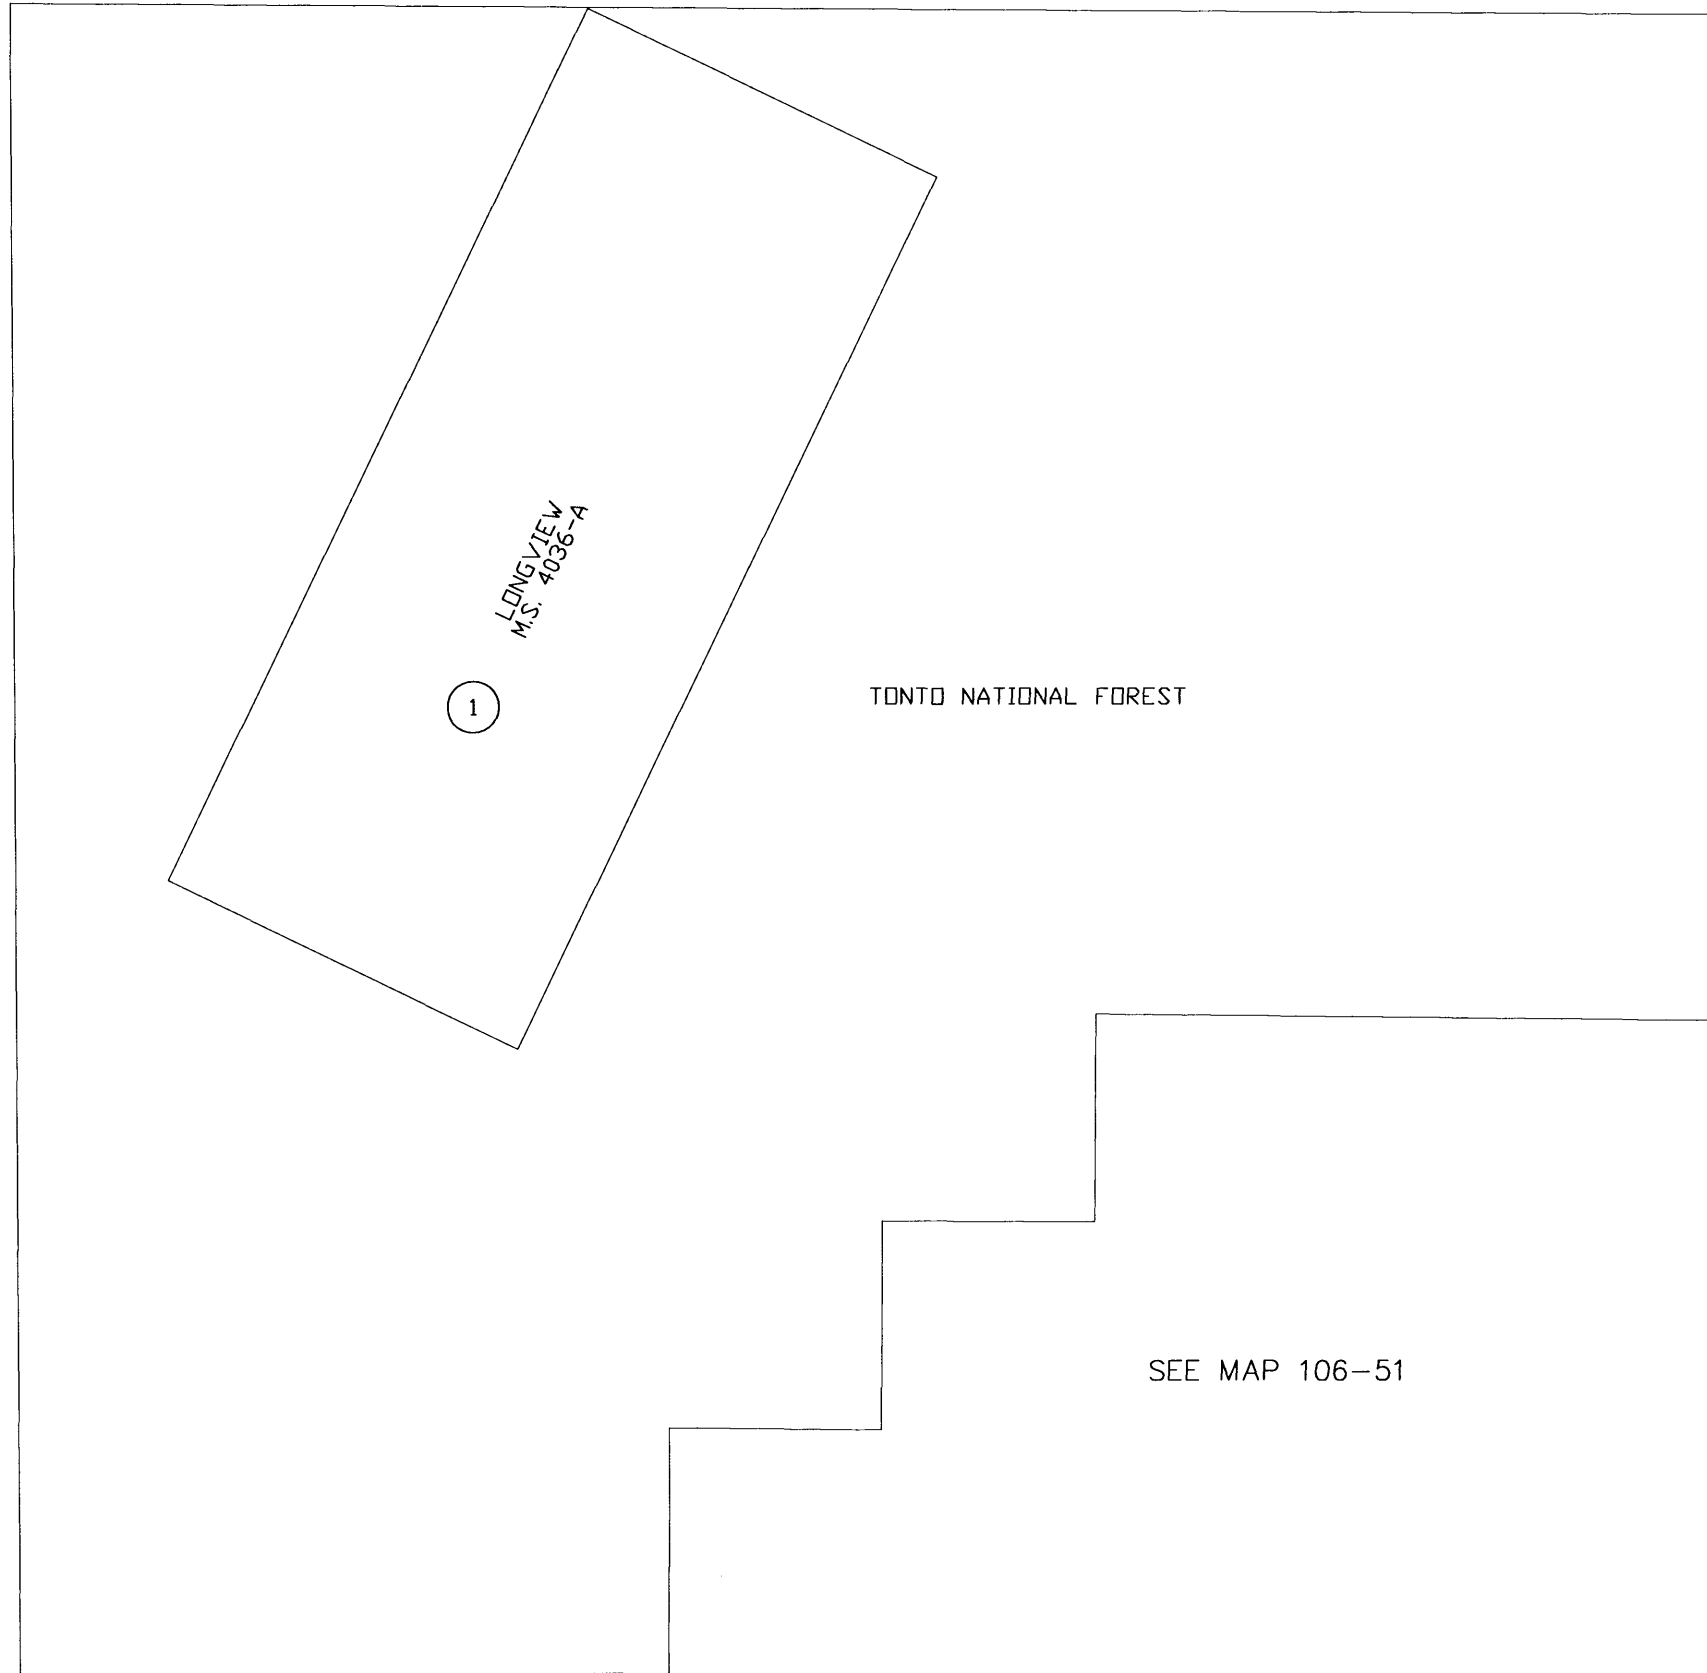 LONGVIEW
M.S. 4036-A
1
TONTO NATIONAL FOREST
SEE MAP 106-51